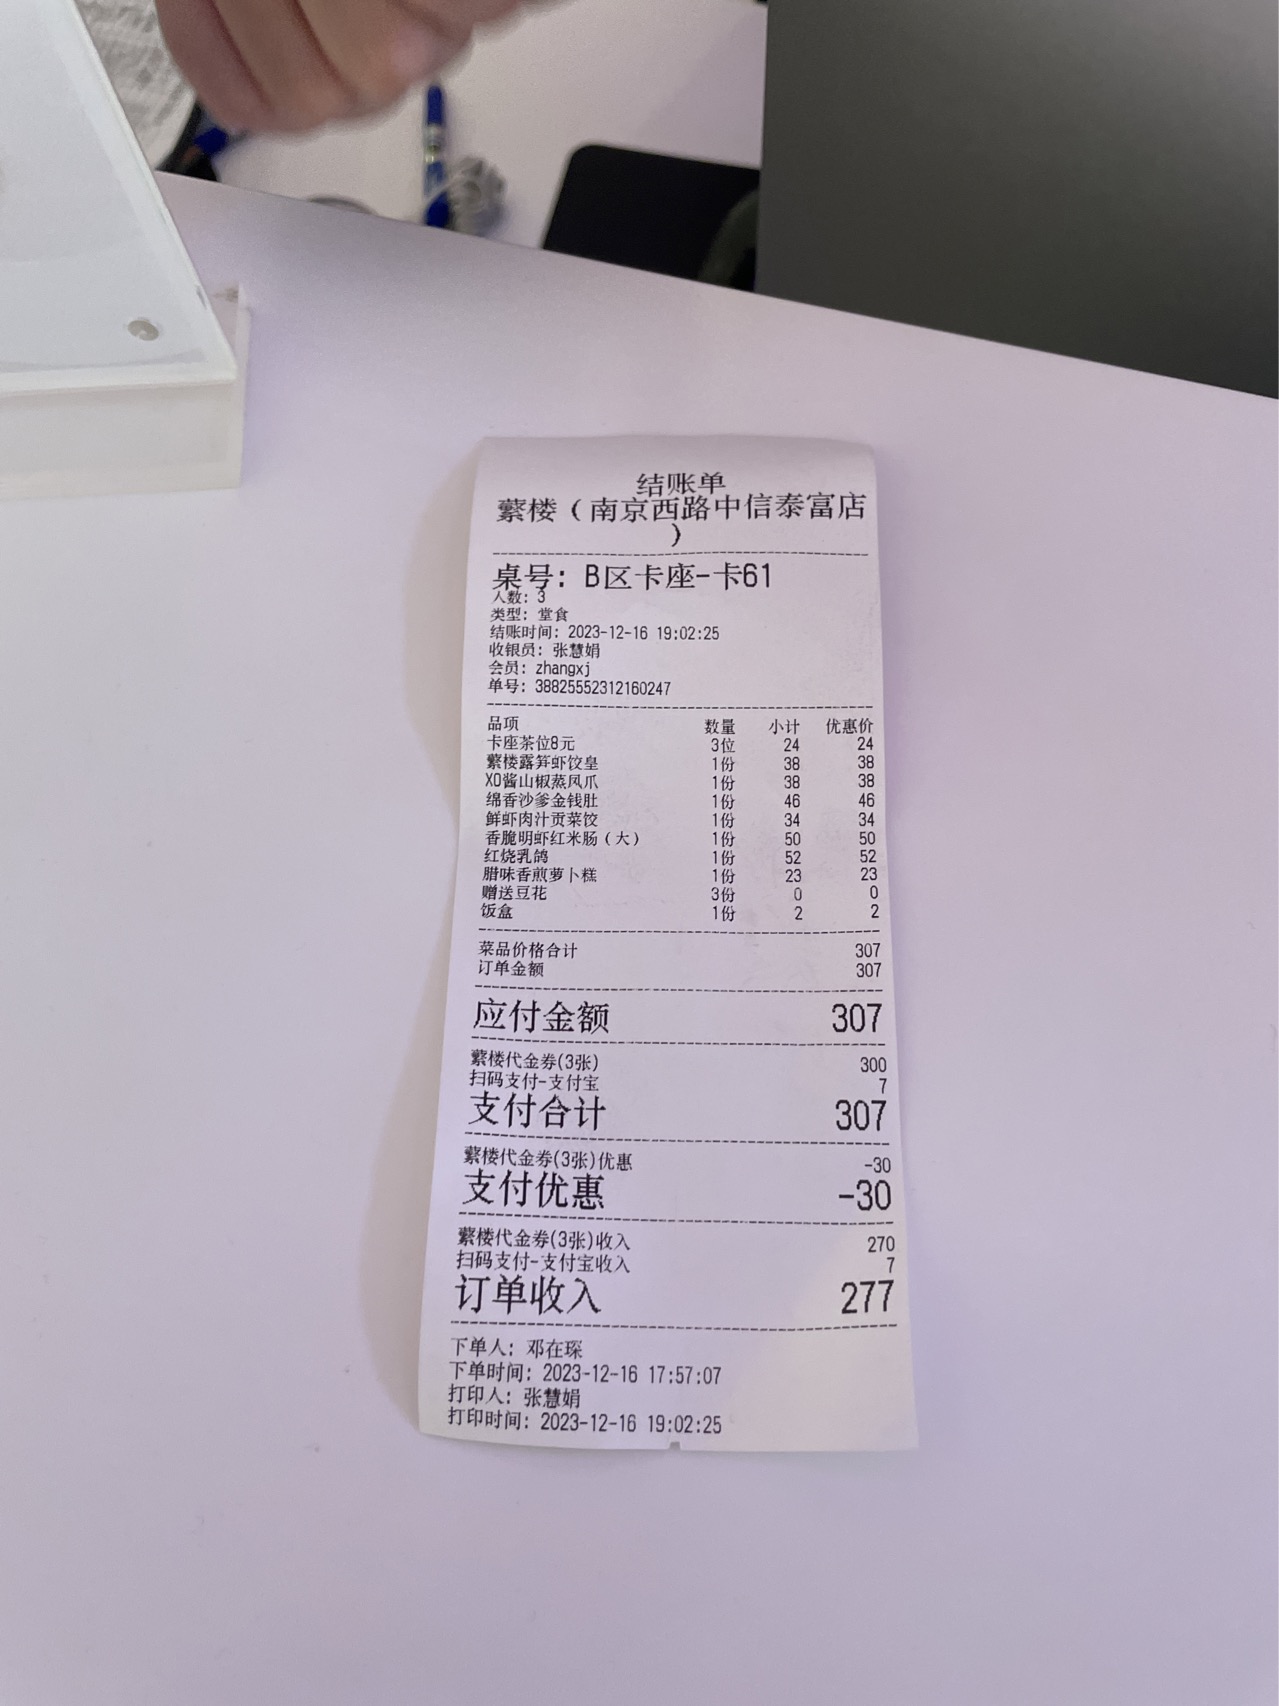 结账单
蘩楼（南京西路中信泰富店
）
桌号: B区卡座-卡61
人数: 3
类型: 堂食
结账时间: 2023-12-16 19:02:25
收银员: 张慧娟
会员: zhangxj
单号: 38825552312160247
品项 数量 小计 优惠价
卡座茶位8元 3位 24 24
蘩楼露笋虾饺皇 1份 38 38
XO酱山椒蒸凤爪 1份 38 38
绵香沙爹金钱肚 1份 46 46
鲜虾肉汁贡菜饺 1份 34 34
香脆明虾红米肠（大） 1份 50 50
红烧乳鸽 1份 52 52
腊味香煎萝卜糕 1份 23 23
赠送豆花 3份 0 0
饭盒 1份 2 2
菜品价格合计 307
订单金额 307
应付金额 307
蘩楼代金券(3张) 300
扫码支付-支付宝 7
支付合计 307
蘩楼代金券(3张)优惠 -30
支付优惠 -30
蘩楼代金券(3张)收入 270
扫码支付-支付宝收入 7
订单收入 277
下单人: 邓在琛
下单时间: 2023-12-16 17:57:07
打印人: 张慧娟
打印时间: 2023-12-16 19:02:25